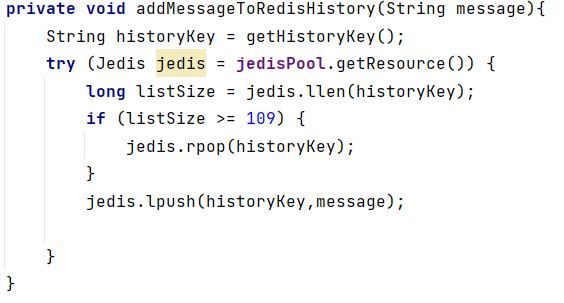 private void addMessageToRedisHistory(String message){
    String historyKey = getHistoryKey();
    try (Jedis jedis = jedisPool.getResource()) {
        long listSize = jedis.llen(historyKey);
        if (listSize >= 109) {
            jedis.rpop(historyKey);
        }
        jedis.lpush(historyKey,message);

    }
}